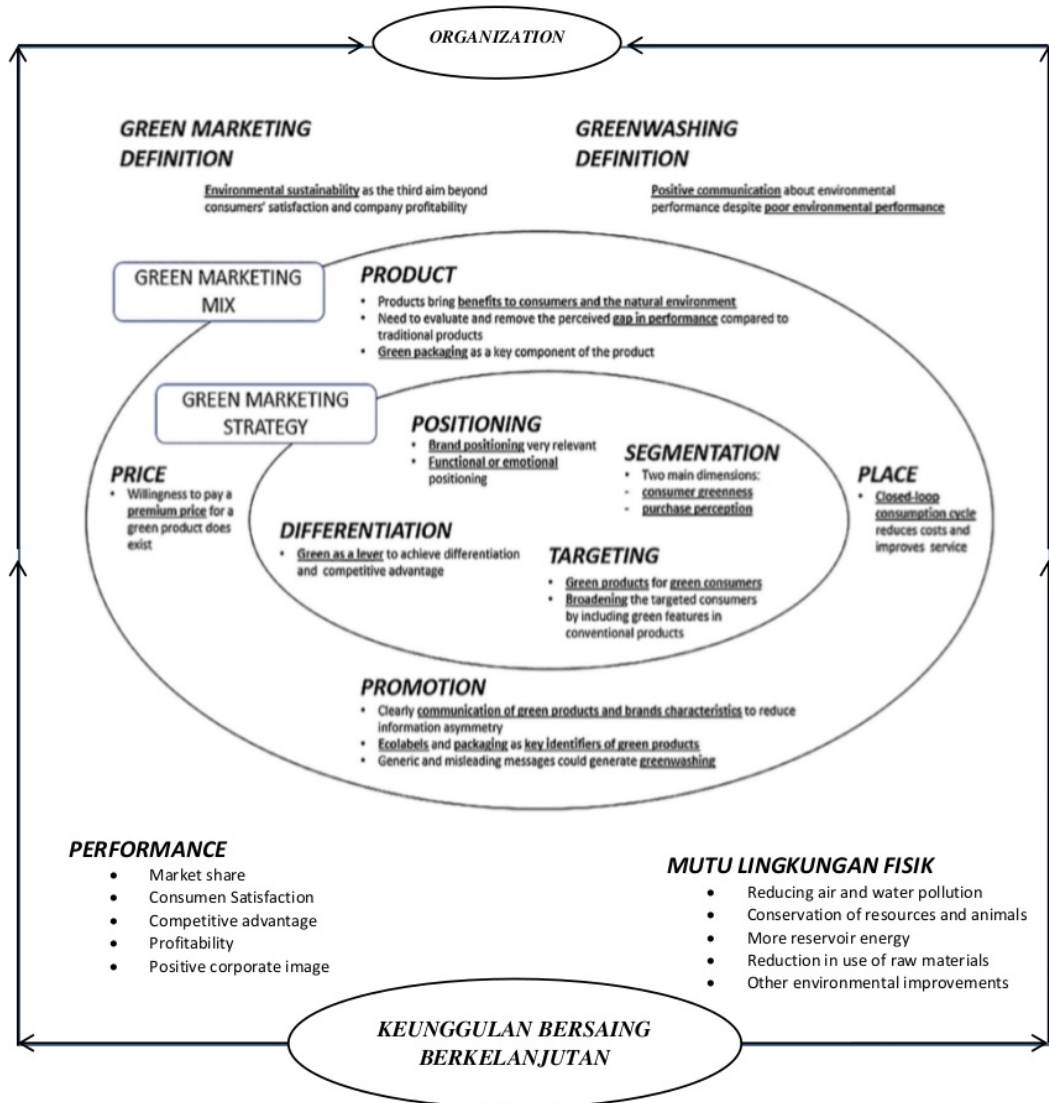 ORGANIZATION
GREEN MARKETING
DEFINITION
Environmental sustainability as the third aim beyond
consumers' satisfaction and company profitability
GREENWASHING
DEFINITION
Positive communication about environmental
performance despite poor environmental performance
GREEN MARKETING
MIX
PRODUCT
• Products bring benefits to consumers and the natural environment
• Need to evaluate and remove the perceived gap in performance compared to
traditional products
• Green packaging as a key component of the product
GREEN MARKETING
STRATEGY
POSITIONING
• Brand positioning very relevant
• Functional or emotional
positioning
SEGMENTATION
• Two main dimensions:
- consumer greenness
- purchase perception
PRICE
• Willingness to pay a
premium price for a
green product does
exist
PLACE
• Closed-loop
consumption cycle
reduces costs and
improves service
DIFFERENTIATION
• Green as a lever to achieve differentiation
and competitive advantage
TARGETING
• Green products for green consumers
• Broadening the targeted consumers
by including green features in
conventional products
PROMOTION
• Clearly communication of green products and brands characteristics to reduce
information asymmetry
• Ecolabels and packaging as key identifiers of green products
• Generic and misleading messages could generate greenwashing
PERFORMANCE
• Market share
• Consumen Satisfaction
• Competitive advantage
• Profitability
• Positive corporate image
MUTU LINGKUNGAN FISIK
• Reducing air and water pollution
• Conservation of resources and animals
• More reservoir energy
• Reduction in use of raw materials
• Other environmental improvements
KEUNGGULAN BERSAING
BERKELANJUTAN